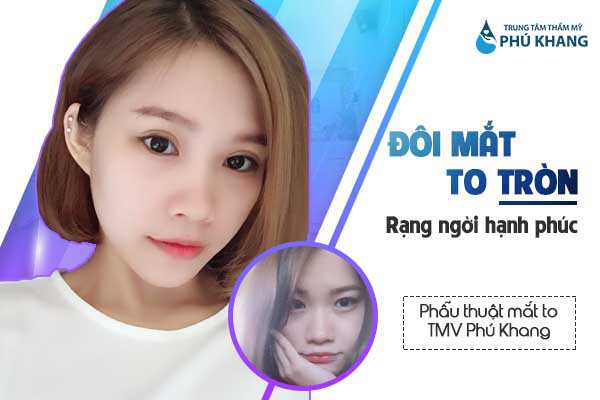 TRUNG TÂM THẨM MỸ
PHÚ KHANG
ĐÔI MẮT
TO TRÒN
Rạng ngời hạnh phúc
Phẩu thuật mắt to
TMV Phú Khang